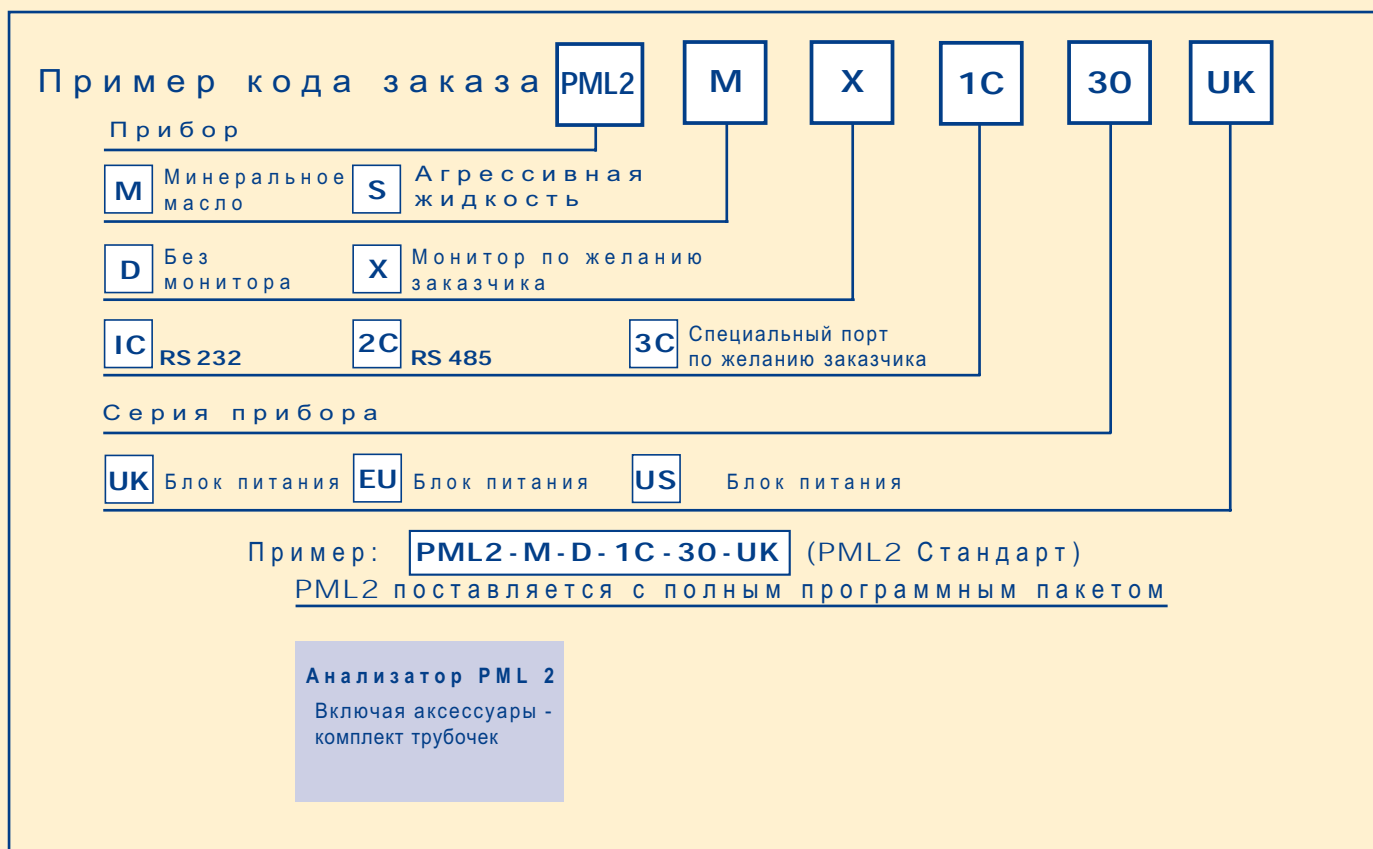 Пример кода заказа PML2 M X 1C 30 UK
Прибор
M Минеральное масло S Агрессивная жидкость
D Без монитора X Монитор по желанию заказчика
1C RS 232 2C RS 485 3C Специальный порт по желанию заказчика
Серия прибора
UK Блок питания EU Блок питания US Блок питания
Пример: PML2-M-D-1C-30-UK (PML2 Стандарт)
PML2 поставляется с полным программным пакетом
Анализатор PML 2
Включая аксессуары -
комплект трубочек